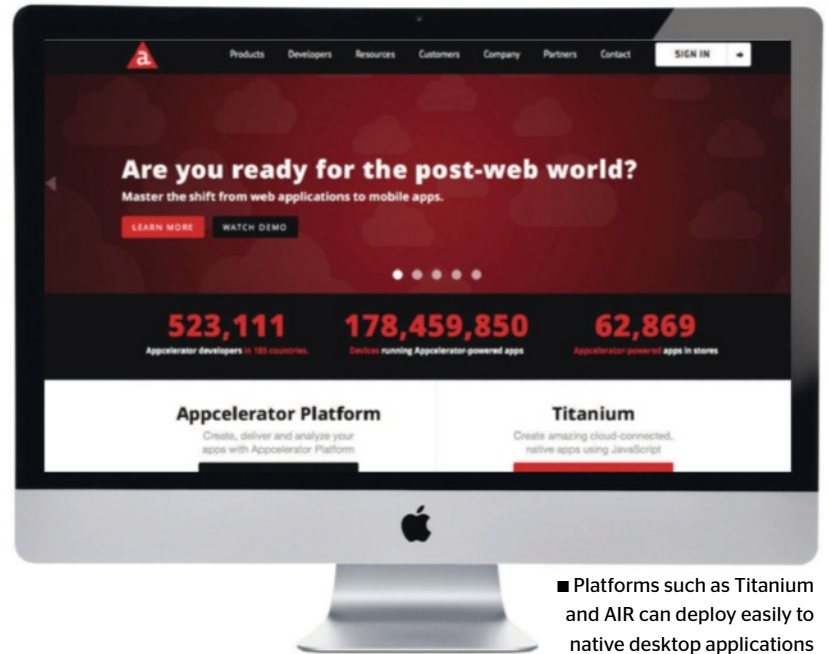 a.
Products Developers Resources Customers Company Partners Contact SIGN IN
Are you ready for the post-web world?
Master the shift from web applications to mobile apps.
LEARN MORE WATCH DEMO
523,111 178,459,850 62,869
Appcelerator developers in 185 countries. Devices running Appcelerator-powered apps Appcelerator-powered apps in stores
Appcelerator Platform
Create, deliver and analyze your
apps with Appcelerator Platform
Titanium
Create amazing cloud-connected,
native apps using JavaScript
■ Platforms such as Titanium
and AIR can deploy easily to
native desktop applications